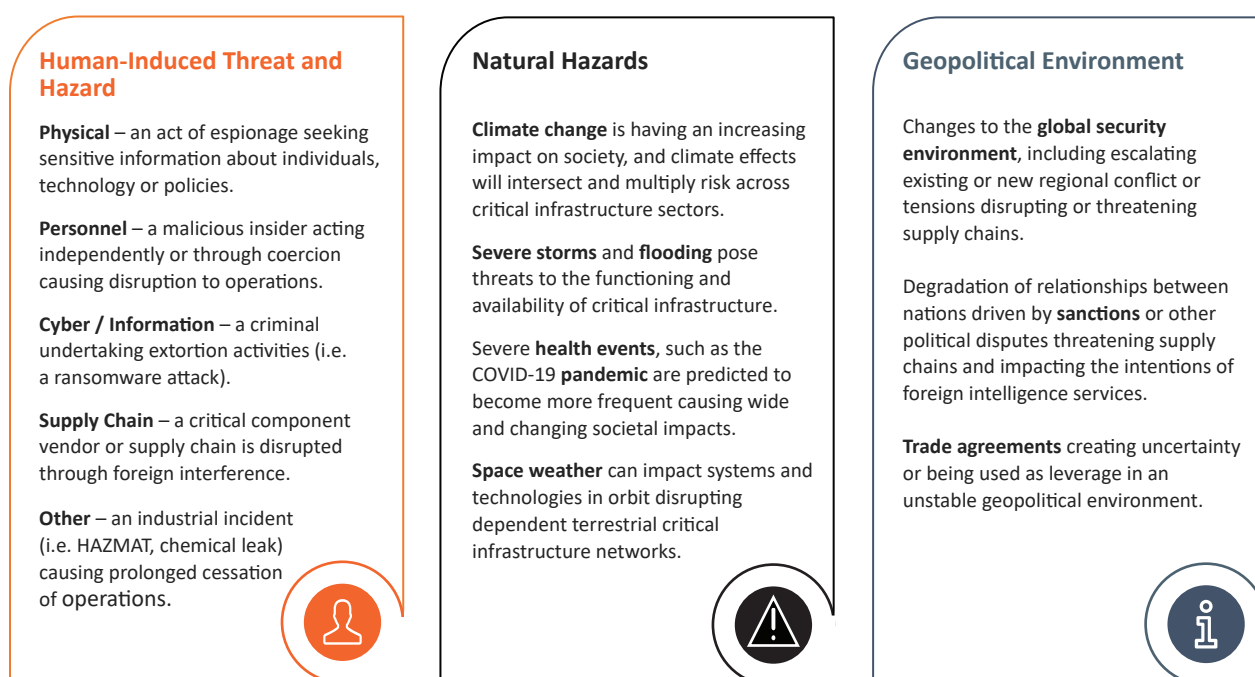 Human-Induced Threat and
Hazard
Physical – an act of espionage seeking
sensitive information about individuals,
technology or policies.
Personnel – a malicious insider acting
independently or through coercion
causing disruption to operations.
Cyber / Information – a criminal
undertaking extortion activities (i.e.
a ransomware attack).
Supply Chain – a critical component
vendor or supply chain is disrupted
through foreign interference.
Other – an industrial incident
(i.e. HAZMAT, chemical leak)
causing prolonged cessation
of operations.
Natural Hazards
Climate change is having an increasing
impact on society, and climate effects
will intersect and multiply risk across
critical infrastructure sectors.
Severe storms and flooding pose
threats to the functioning and
availability of critical infrastructure.
Severe health events, such as the
COVID-19 pandemic are predicted to
become more frequent causing wide
and changing societal impacts.
Space weather can impact systems and
technologies in orbit disrupting
dependent terrestrial critical
infrastructure networks.
Geopolitical Environment
Changes to the global security
environment, including escalating
existing or new regional conflict or
tensions disrupting or threatening
supply chains.
Degradation of relationships between
nations driven by sanctions or other
political disputes threatening supply
chains and impacting the intentions of
foreign intelligence services.
Trade agreements creating uncertainty
or being used as leverage in an
unstable geopolitical environment.